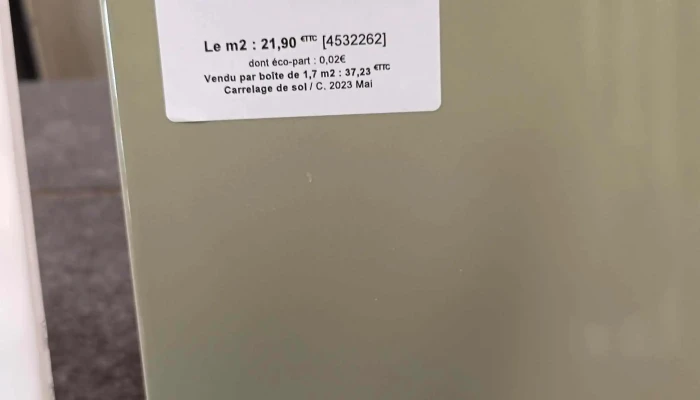 Le m2 : 21,90 €TTC [4532262]
dont éco-part : 0,02€
Vendu par boîte de 1,7 m2 : 37,23 €TTC
Carrelage de sol / C. 2023 Mai